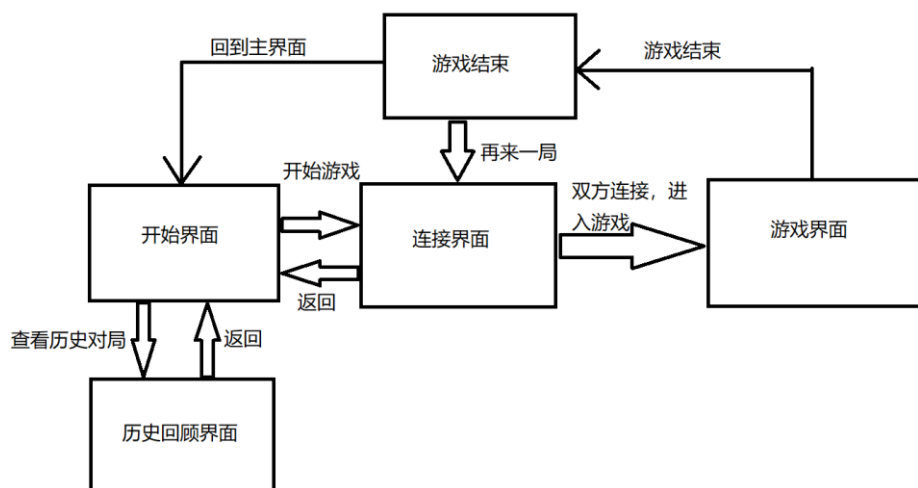 回到主界面
游戏结束
游戏结束
再来一局
开始游戏
双方连接，进
入游戏
开始界面
连接界面
游戏界面
返回
查看历史对局
返回
历史回顾界面